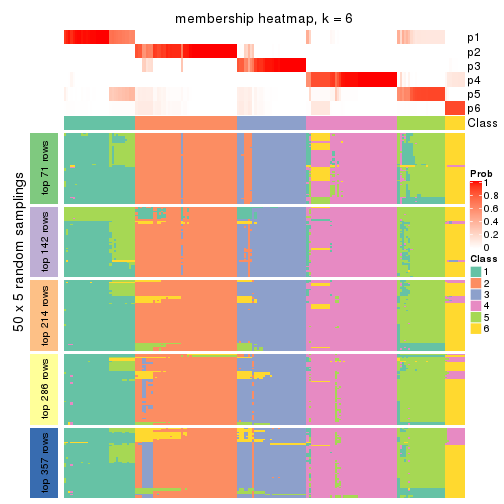 membership heatmap, k = 6
p1
p2
p3
p4
p5
p6
Class
50 x 5 random samplings
top 71 rows
top 142 rows
top 214 rows
top 286 rows
top 357 rows
Prob
1
0.8
0.6
0.4
0.2
0
Class
1
2
3
4
5
6